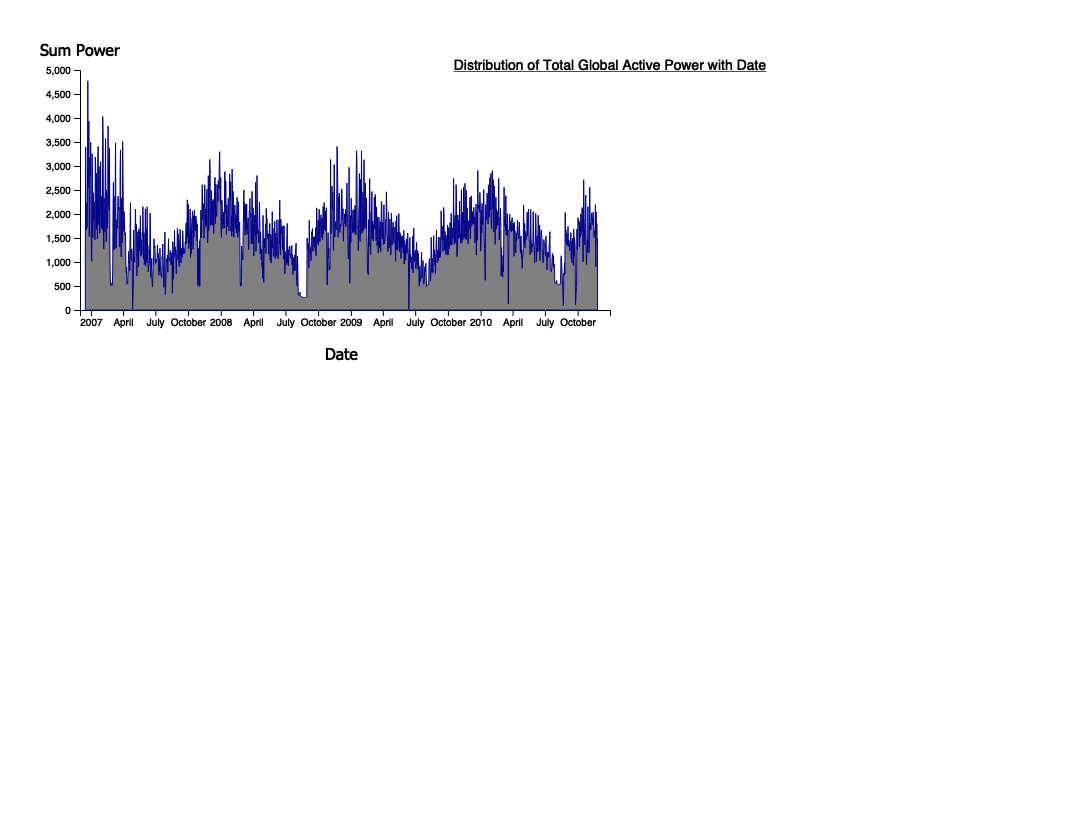 Sum Power
Distribution of Total Global Active Power with Date
5,000
4,500
4,000
3,500
3,000
2,500
2,000
1,500
1,000
500
0
2007 April July October 2008 April July October 2009 April July October 2010 April July October
Date